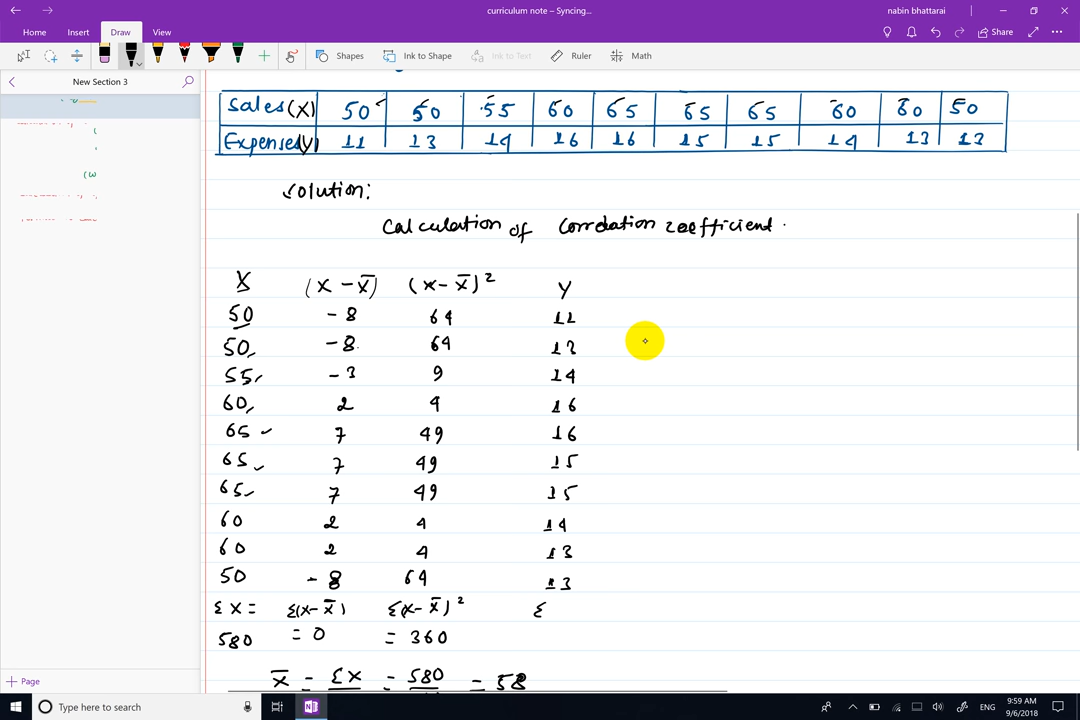 curriculum note – Syncing...
nabin bhattarai
Home Insert Draw View
Share
Shapes Ink to Shape Ink to Text Ruler Math
New Section 3
Sales(X) 50 50 55 60 65 65 65 60 60 50
Expenses(Y) 11 13 14 16 16 15 15 14 13 13
Solution:
Calculation of Correlation coefficient.
X (X - X̅) (x - x̅)² Y
50 -8 64 11
50 -8 64 13
55 -3 9 14
60 2 4 16
65 7 49 16
65 7 49 15
65 7 49 15
60 2 4 14
60 2 4 13
50 -8 64 13
ΣX= Σ(x-x̅) Σ(x-x̅)² Σ
580 = 0 = 360
X̅ = ΣX = 580 = 58
Page
Type here to search
ENG
9:59 AM
9/6/2018